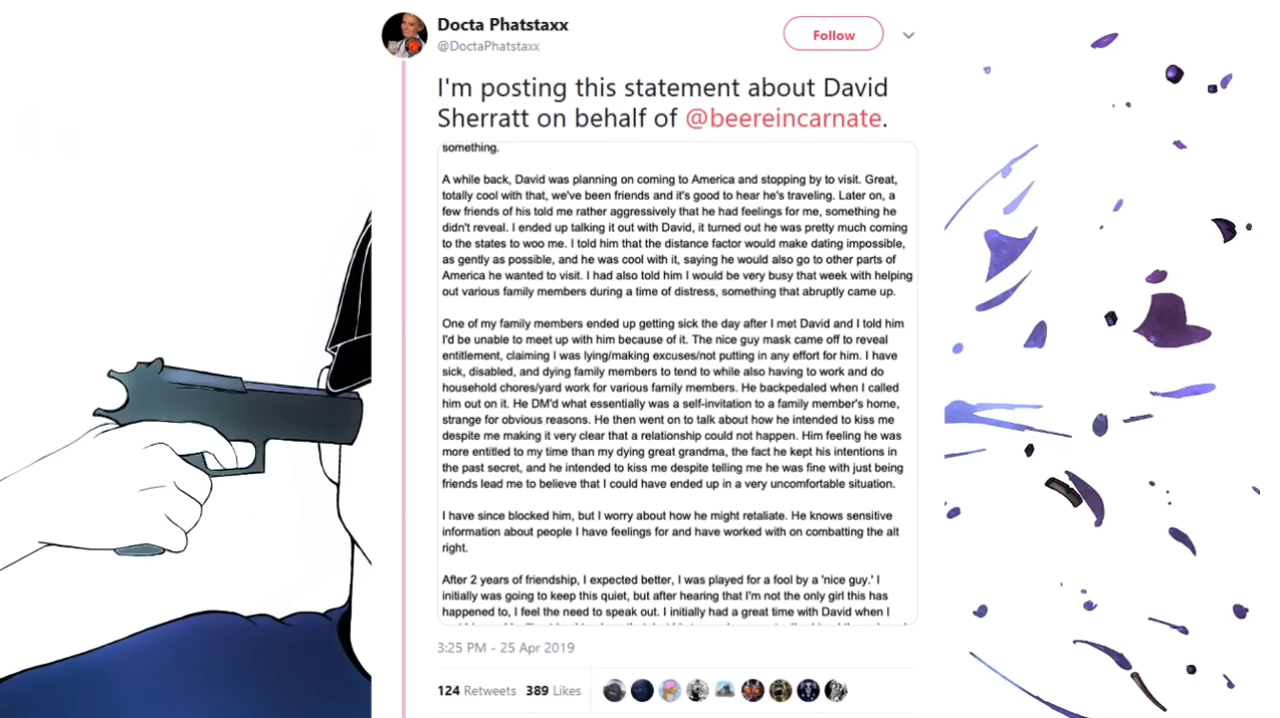 Docta Phatstaxx
@DoctaPhatstaxx
Follow
I'm posting this statement about David
Sherratt on behalf of @beereincarnate.
something.
A while back, David was planning on coming to America and stopping by to visit. Great,
totally cool with that, we've been friends and it's good to hear he's traveling. Later on, a
few friends of his told me rather aggressively that he had feelings for me, something he
didn't reveal. I ended up talking it out with David, it turned out he was pretty much coming
to the states to woo me. I told him that the distance factor would make dating impossible,
as gently as possible, and he was cool with it, saying he would also go to other parts of
America he wanted to visit. I had also told him I would be very busy that week with helping
out various family members during a time of distress, something that abruptly came up.
One of my family members ended up getting sick the day after I met David and I told him
I'd be unable to meet up with him because of it. The nice guy mask came off to reveal
entitlement, claiming I was lying/making excuses/not putting in any effort for him. I have
sick, disabled, and dying family members to tend to while also having to work and do
household chores/yard work for various family members. He backpedaled when I called
him out on it. He DM'd what essentially was a self-invitation to a family member's home,
strange for obvious reasons. He then went on to talk about how he intended to kiss me
despite me making it very clear that a relationship could not happen. Him feeling he was
more entitled to my time than my dying great grandma, the fact he kept his intentions in
the past secret, and he intended to kiss me despite telling me he was fine with just being
friends lead me to believe that I could have ended up in a very uncomfortable situation.
I have since blocked him, but I worry about how he might retaliate. He knows sensitive
information about people I have feelings for and have worked with on combatting the alt
right.
After 2 years of friendship, I expected better, I was played for a fool by a 'nice guy.' I
initially was going to keep this quiet, but after hearing that I'm not the only girl this has
happened to, I feel the need to speak out. I initially had a great time with David when I
3:25 PM - 25 Apr 2019
124 Retweets 389 Likes